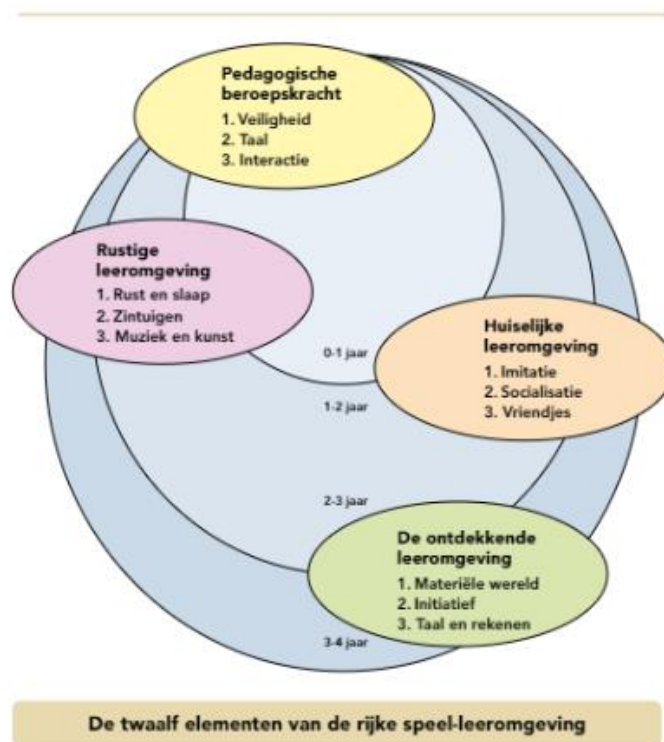 Pedagogische
beroepskracht
1. Veiligheid
2. Taal
3. Interactie
Rustige
leeromgeving
1. Rust en slaap
2. Zintuigen
3. Muziek en kunst
0-1 jaar
Huiselijke
leeromgeving
1. Imitatie
2. Socialisatie
3. Vriendjes
1-2 jaar
2-3 jaar
De ontdekkende
leeromgeving
1. Materiële wereld
2. Initiatief
3. Taal en rekenen
3-4 jaar
De twaalf elementen van de rijke speel-leeromgeving